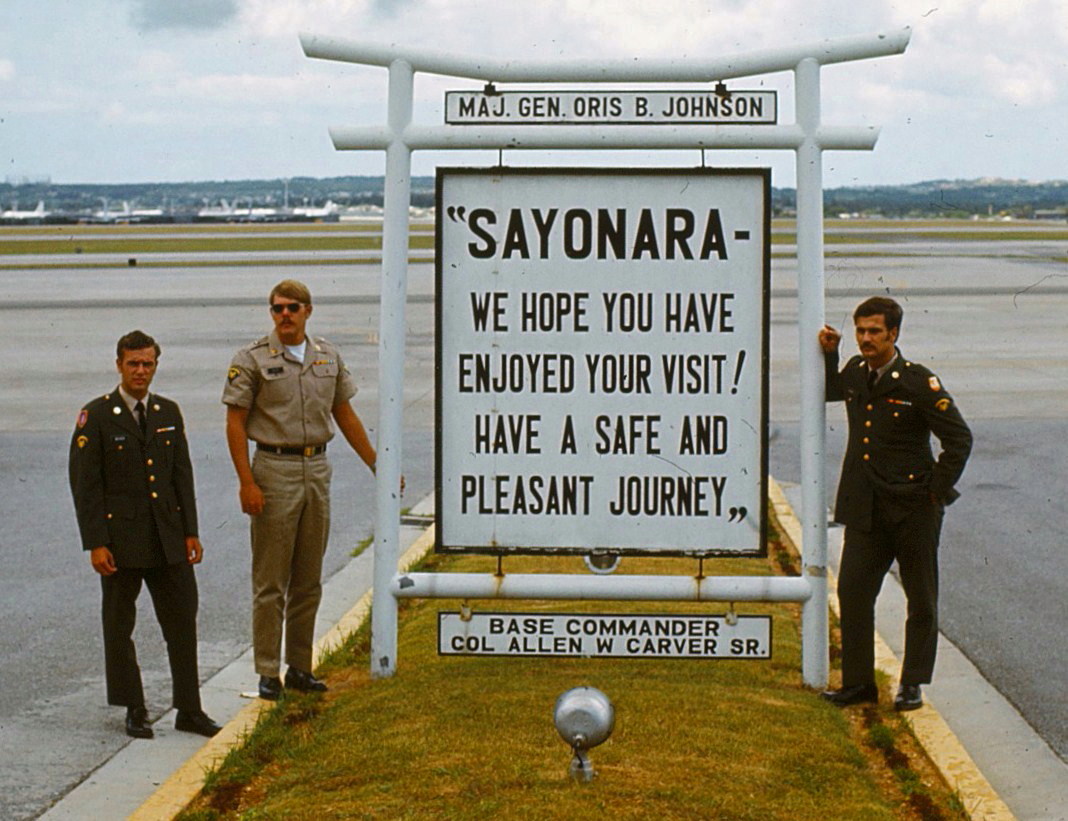 MAJ. GEN. ORIS B. JOHNSON
"SAYONARA-
WE HOPE YOU HAVE
ENJOYED YOUR VISIT!
HAVE A SAFE AND
PLEASANT JOURNEY„
BASE COMMANDER
COL ALLEN W CARVER SR.